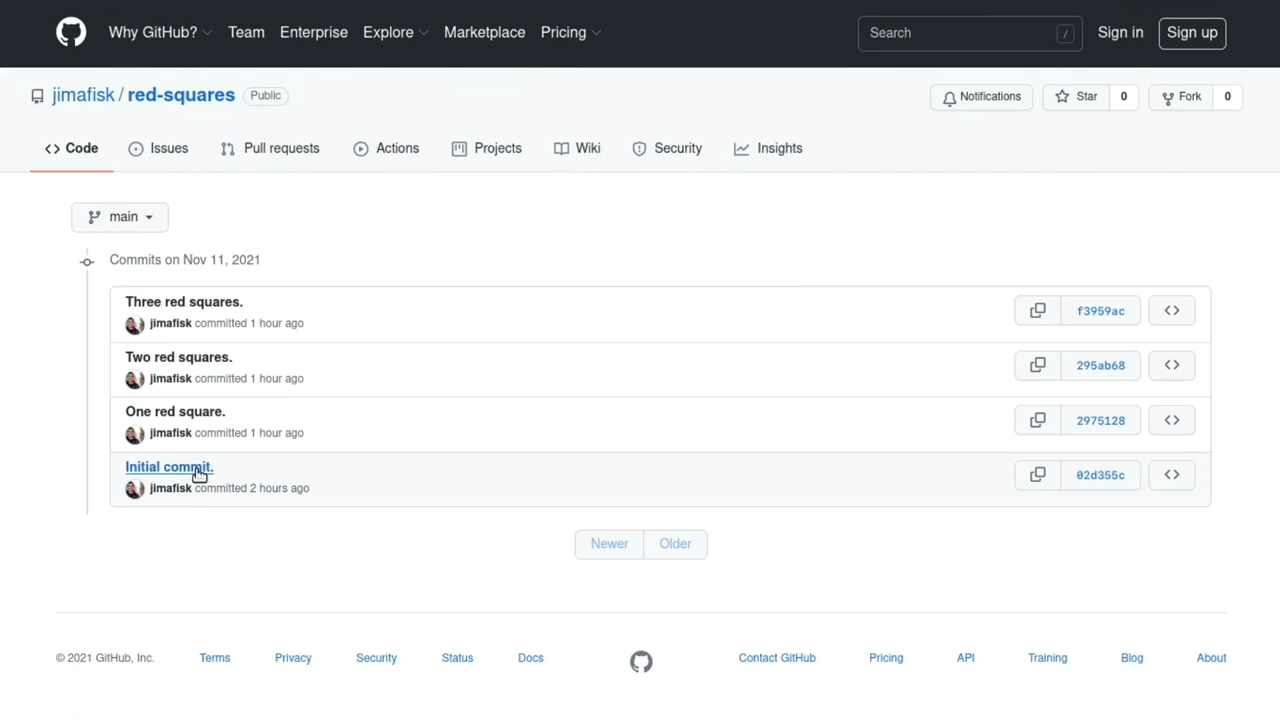 Why GitHub? Team Enterprise Explore Marketplace Pricing Search / Sign in Sign up
jimafisk / red-squares Public Notifications Star 0 Fork 0
Code Issues Pull requests Actions Projects Wiki Security Insights
main
Commits on Nov 11, 2021
Three red squares.
jimafisk committed 1 hour ago
f3959ac
Two red squares.
jimafisk committed 1 hour ago
295ab68
One red square.
jimafisk committed 1 hour ago
2975128
Initial commit.
jimafisk committed 2 hours ago
02d355c
Newer Older
© 2021 GitHub, Inc. Terms Privacy Security Status Docs Contact GitHub Pricing API Training Blog About